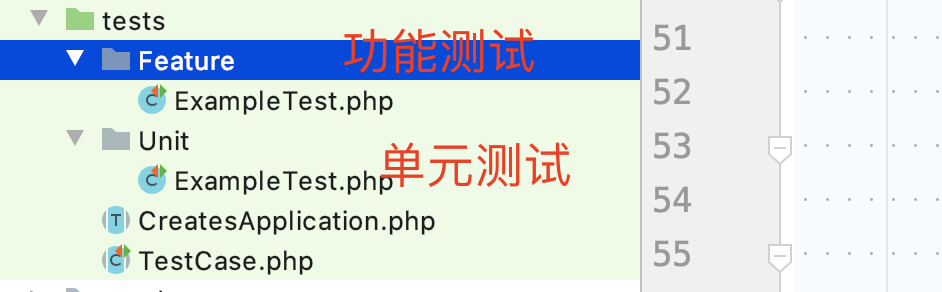 tests
Feature 功能测试
ExampleTest.php
Unit
ExampleTest.php 单元测试
CreatesApplication.php
TestCase.php
51
52
53
54
55